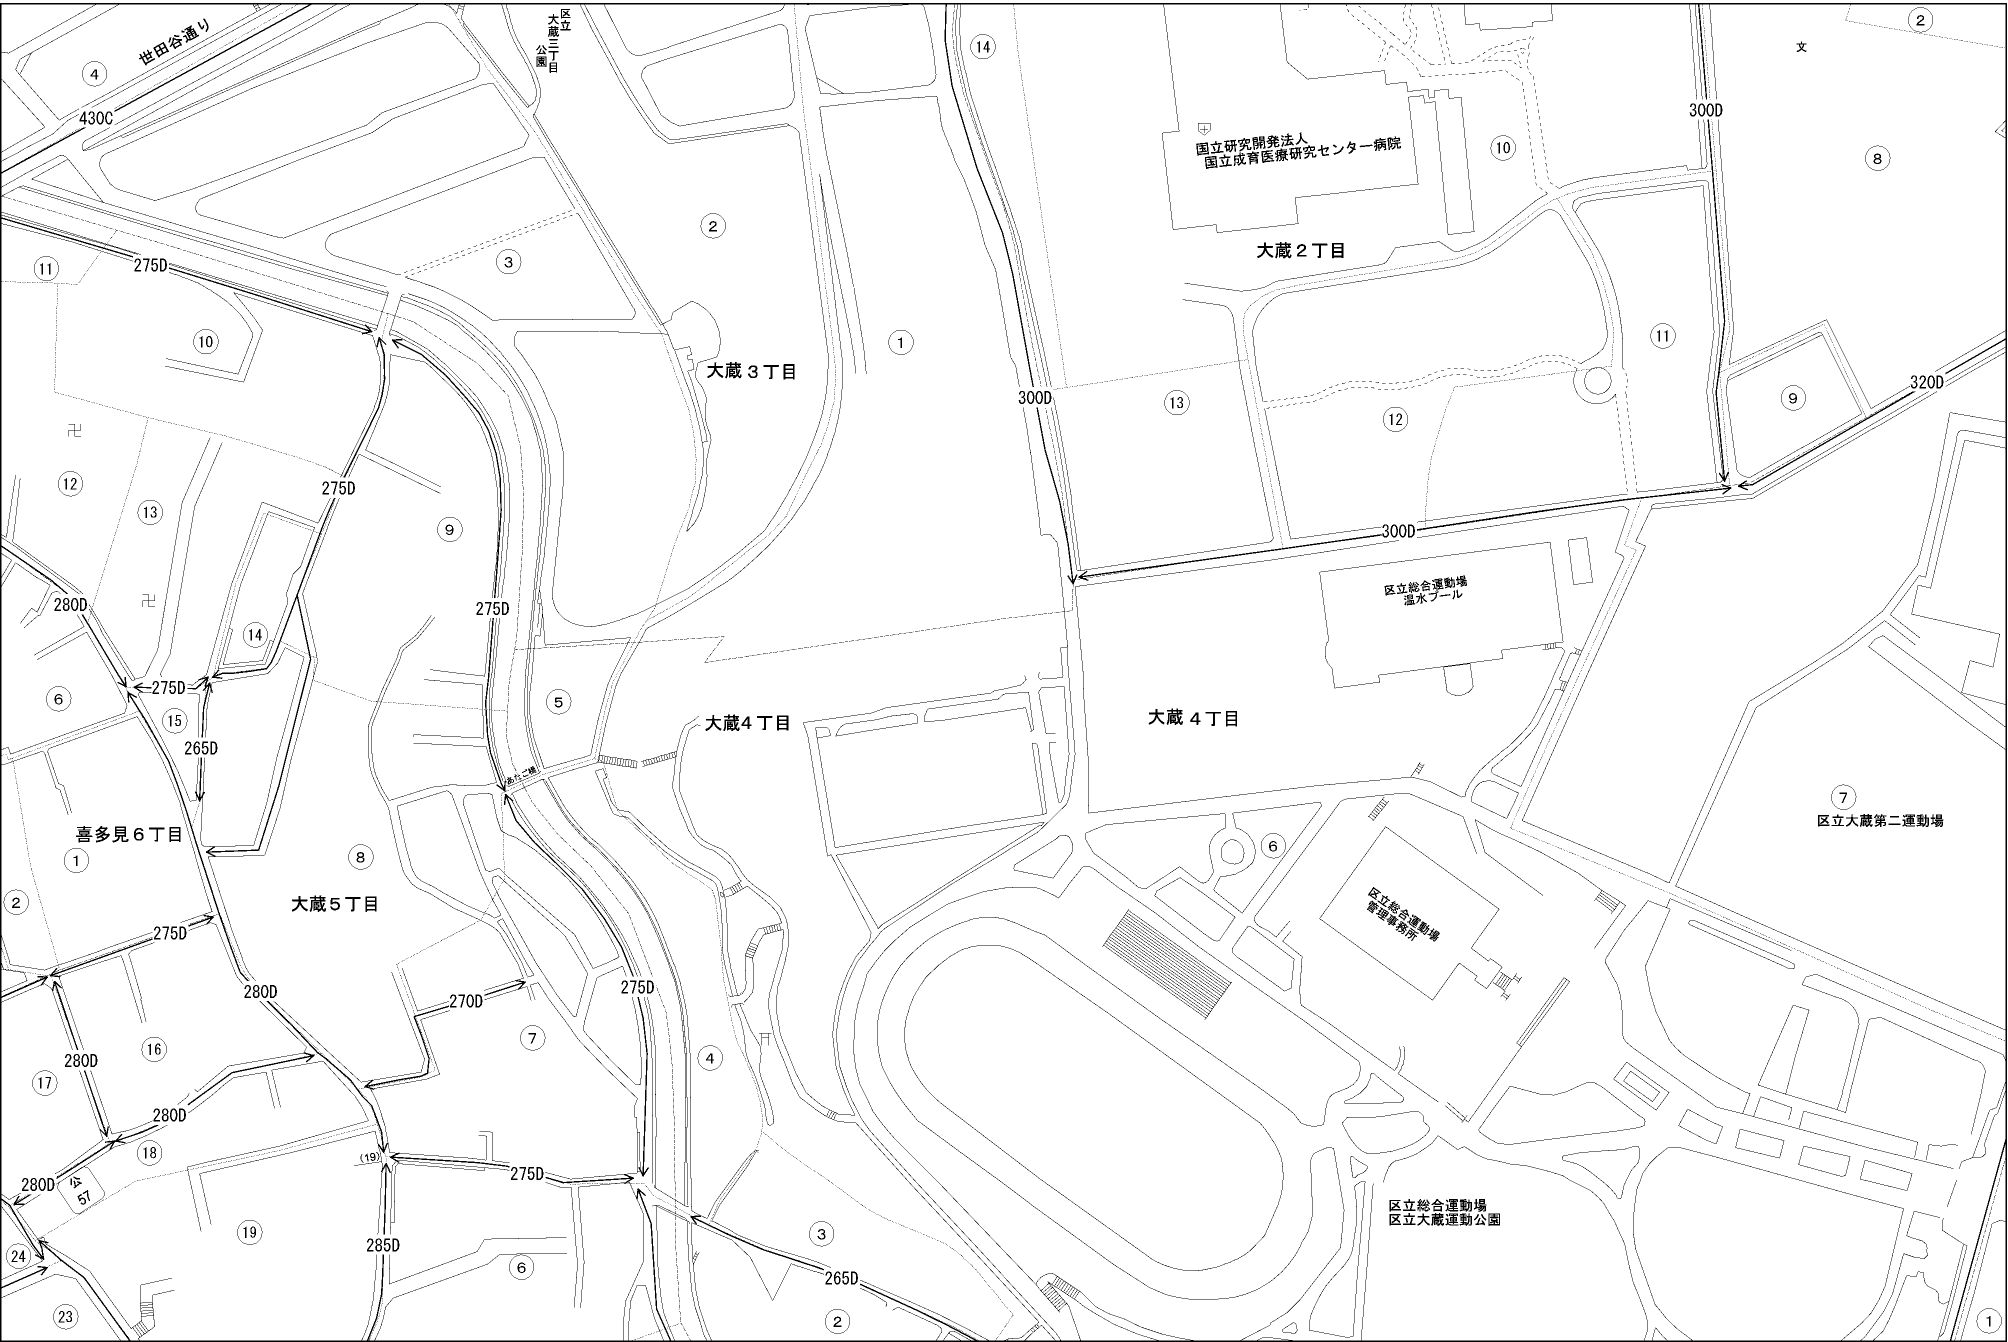 世田谷通り
区立
大蔵三丁目
公園
430C
4
14
2
文
300D
8
国立研究開発法人
国立成育医療研究センター病院
10
2
大蔵２丁目
3
11
275D
10
1
11
大蔵３丁目
300D
13
12
9
320D
12
13
275D
9
300D
区立総合運動場
温水プール
280D
14
275D
275D
6
15
5
265D
大蔵４丁目
大蔵４丁目
あたご橋
7
区立大蔵第二運動場
喜多見６丁目
1
8
6
2
大蔵５丁目
区立総合運動場
管理事務所
275D
280D
270D
275D
7
16
280D
17
4
280D
18
(19)
275D
280D
公
57
区立総合運動場
区立大蔵運動公園
19
285D
3
24
6
265D
23
2
1